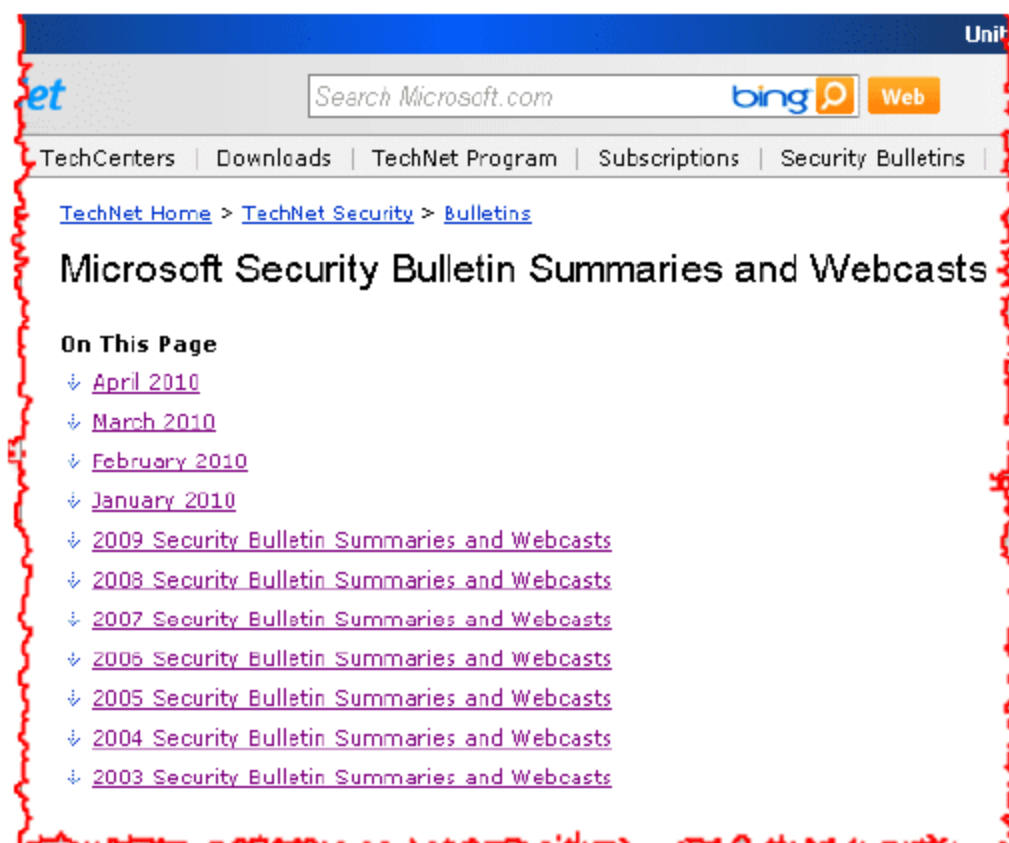 Unit
et
Search Microsoft.com bing Web
TechCenters | Downloads | TechNet Program | Subscriptions | Security Bulletins |
TechNet Home > TechNet Security > Bulletins
Microsoft Security Bulletin Summaries and Webcasts
On This Page
April 2010
March 2010
February 2010
January 2010
2009 Security Bulletin Summaries and Webcasts
2008 Security Bulletin Summaries and Webcasts
2007 Security Bulletin Summaries and Webcasts
2006 Security Bulletin Summaries and Webcasts
2005 Security Bulletin Summaries and Webcasts
2004 Security Bulletin Summaries and Webcasts
2003 Security Bulletin Summaries and Webcasts